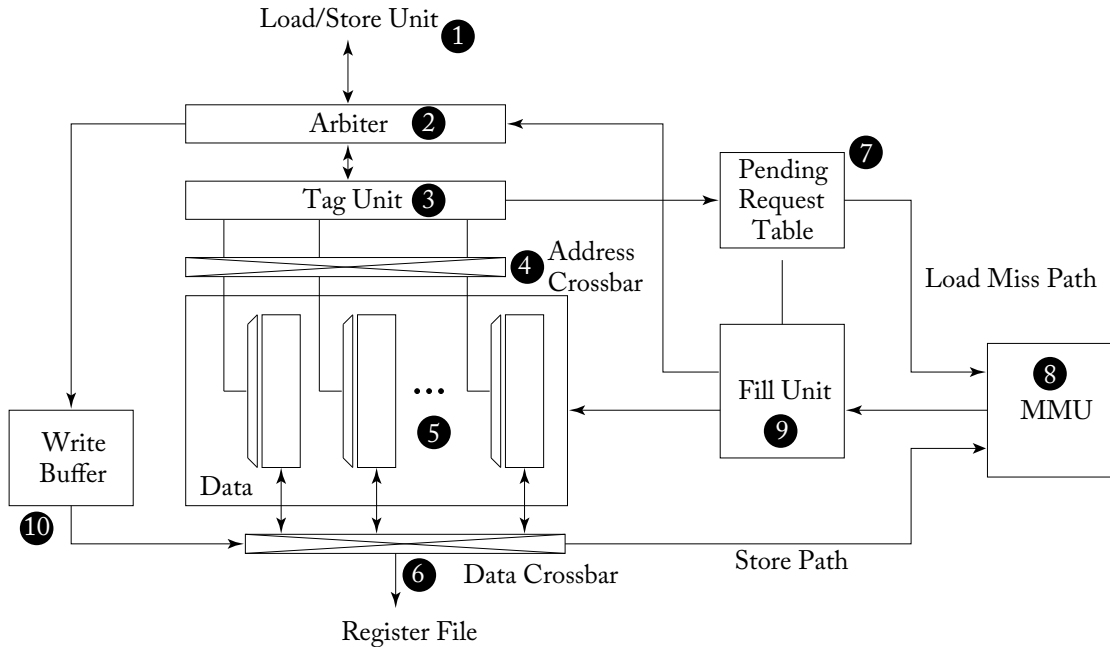 Load/Store Unit 1
Arbiter 2
Tag Unit 3
4 Address
Crossbar
7
Pending
Request
Table
Load Miss Path
Fill Unit
9
8
MMU
5
Data
Write
Buffer
10
6 Data Crossbar
Store Path
Register File